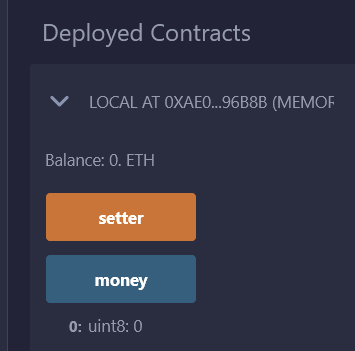 Deployed Contracts
LOCAL AT 0XAE0...96B8B (MEMOR
Balance: 0. ETH
setter
money
0: uint8: 0